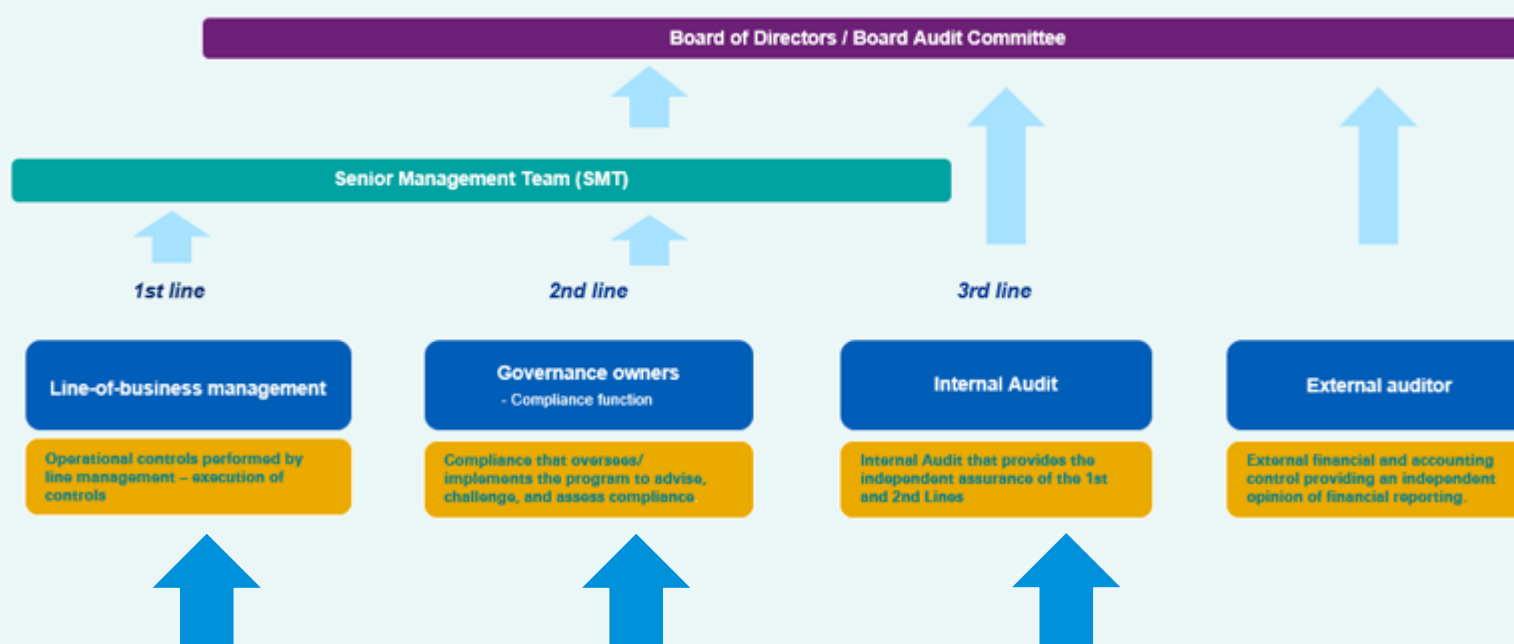 Board of Directors / Board Audit Committee
Senior Management Team (SMT)
1st line
2nd line
3rd line
Line-of-business management
Operational controls performed by
line management – execution of
controls
Governance owners
- Compliance function
Compliance that oversees/
implements the program to advise,
challenge, and assess compliance
Internal Audit
Internal Audit that provides the
independent assurance of the 1st
and 2nd Lines
External auditor
External financial and accounting
control providing an independent
opinion of financial reporting.